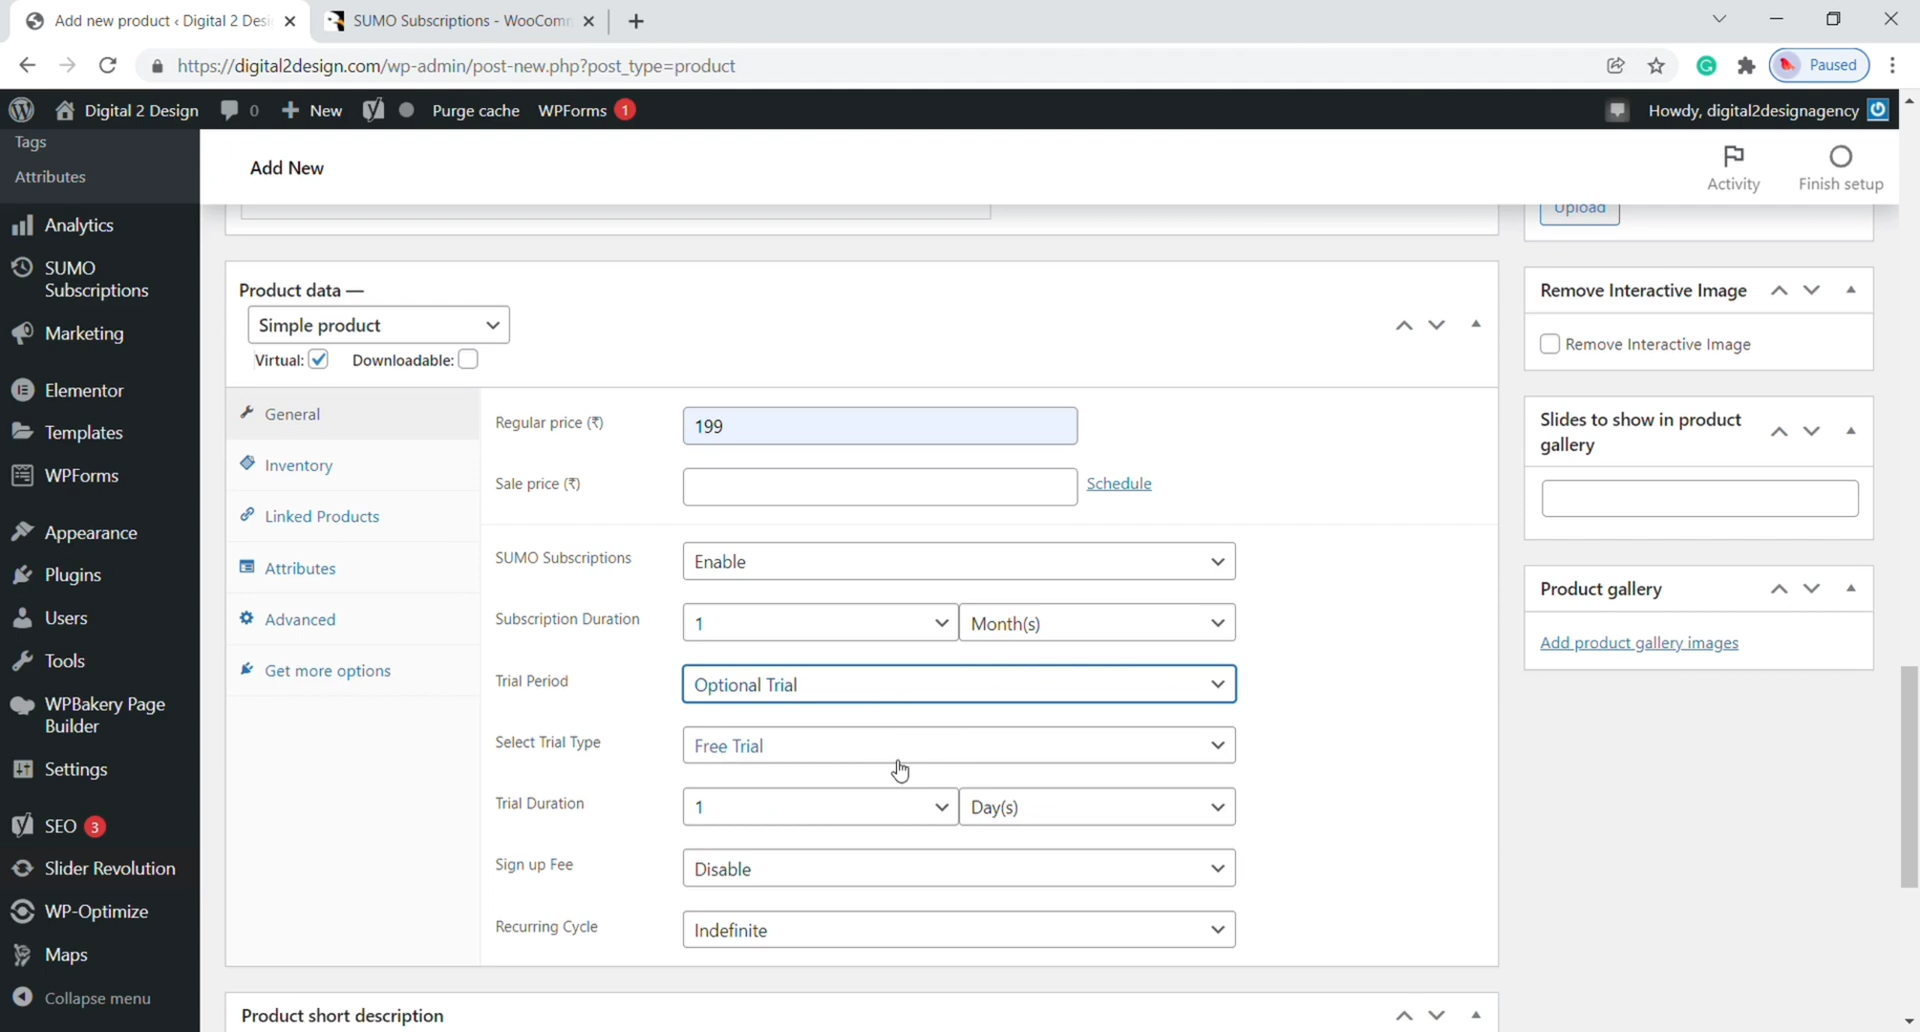 Add new product ‹ Digital 2 Desi
SUMO Subscriptions - WooComm
https://digital2design.com/wp-admin/post-new.php?post_type=product
Paused
Digital 2 Design
0
New
Purge cache
WPForms 1
Howdy, digital2designagency
Tags
Attributes
Analytics
SUMO
Subscriptions
Marketing
Elementor
Templates
WPForms
Appearance
Plugins
Users
Tools
WPBakery Page
Builder
Settings
SEO 3
Slider Revolution
WP-Optimize
Maps
Collapse menu
Add New
Activity
Finish setup
Upload
Product data —
Simple product
Virtual:
Downloadable:
General
Inventory
Linked Products
Attributes
Advanced
Get more options
Regular price (₹)
199
Sale price (₹)
Schedule
SUMO Subscriptions
Enable
Subscription Duration
1
Month(s)
Trial Period
Optional Trial
Select Trial Type
Free Trial
Trial Duration
1
Day(s)
Sign up Fee
Disable
Recurring Cycle
Indefinite
Product short description
Remove Interactive Image
Remove Interactive Image
Slides to show in product
gallery
Product gallery
Add product gallery images